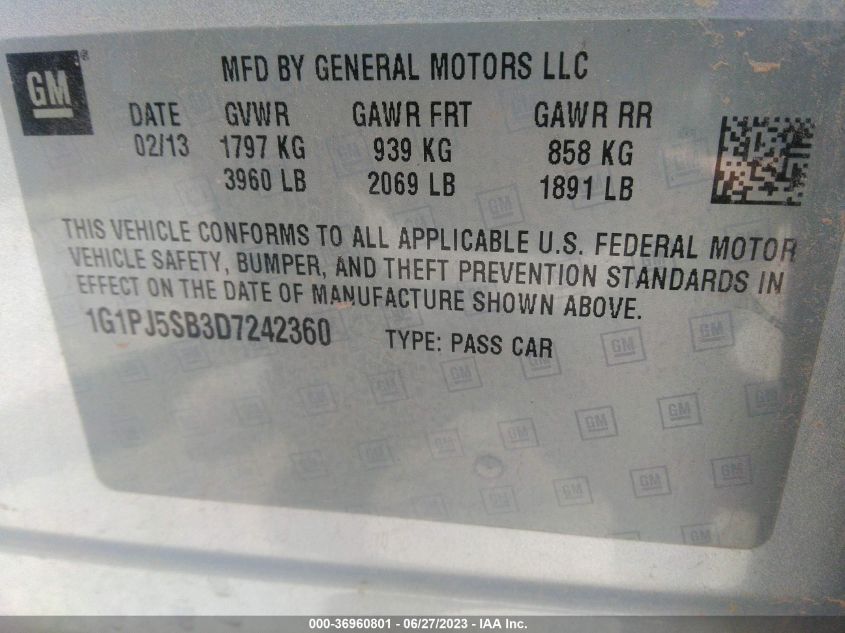 GM®
MFD BY GENERAL MOTORS LLC
DATE GVWR GAWR FRT GAWR RR
02/13 1797 KG 939 KG 858 KG
3960 LB 2069 LB 1891 LB
THIS VEHICLE CONFORMS TO ALL APPLICABLE U.S. FEDERAL MOTOR
VEHICLE SAFETY, BUMPER, AND THEFT PREVENTION STANDARDS IN
EFFECT ON THE DATE OF MANUFACTURE SHOWN ABOVE.
1G1PJ5SB3D7242360 TYPE: PASS CAR
000-36960801 - 06/27/2023 - IAA Inc.